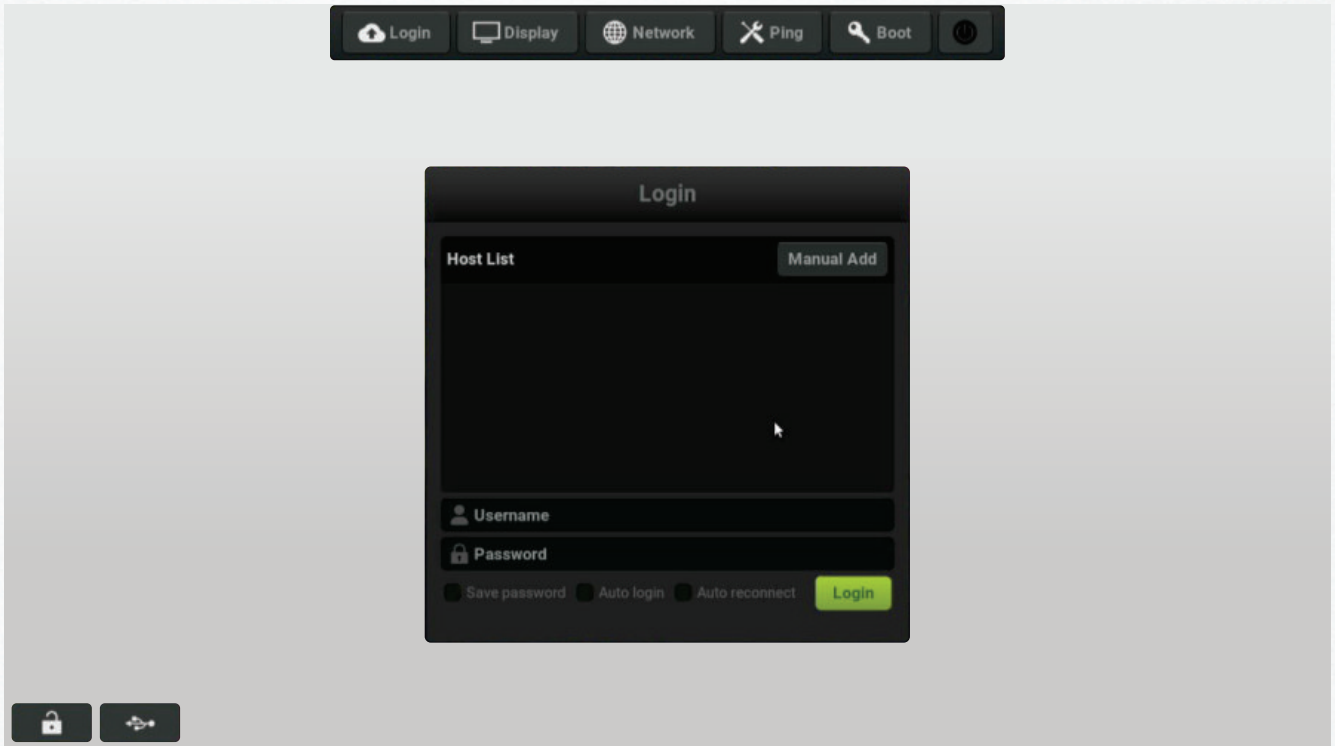 Login Display Network Ping Boot
Login
Host List Manual Add
Username
Password
Save password Auto login Auto reconnect Login